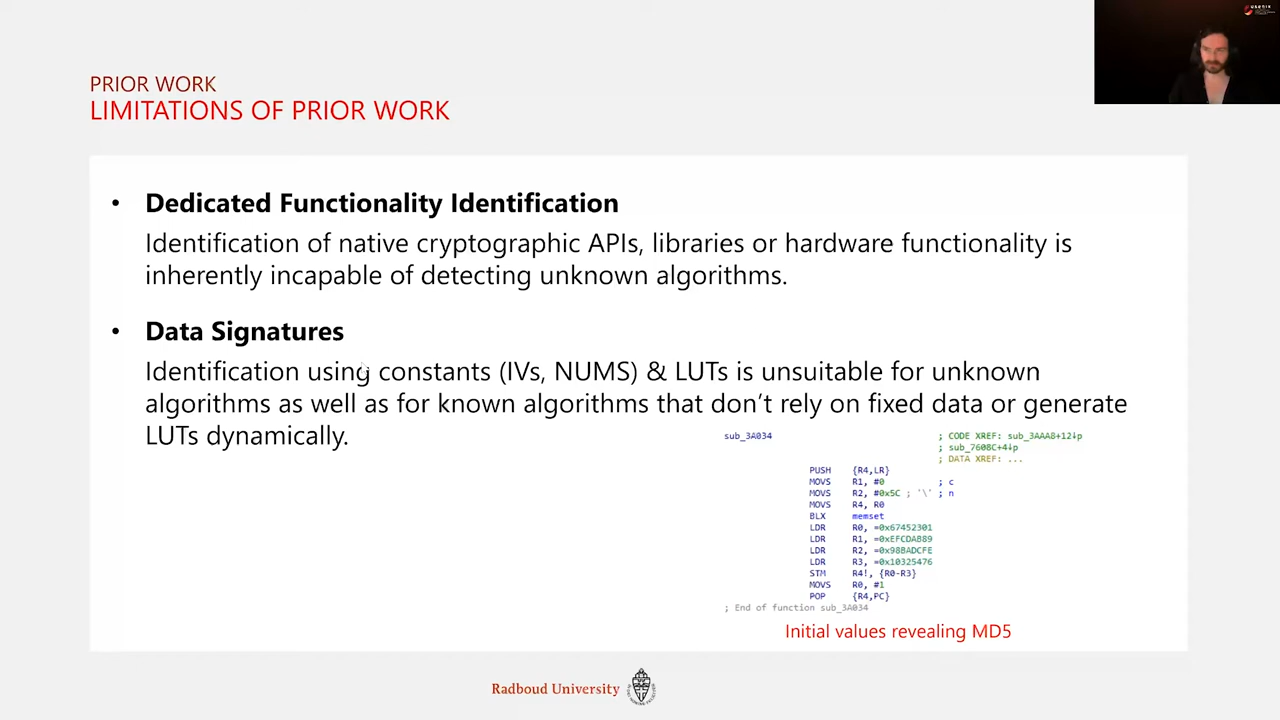 usenix
PRIOR WORK
LIMITATIONS OF PRIOR WORK
• Dedicated Functionality Identification
Identification of native cryptographic APIs, libraries or hardware functionality is
inherently incapable of detecting unknown algorithms.
• Data Signatures
Identification using constants (IVs, NUMS) & LUTs is unsuitable for unknown
algorithms as well as for known algorithms that don’t rely on fixed data or generate
LUTs dynamically.
sub_3A034 ; CODE XREF: sub_3AAA8+12↓p
; sub_7608C+4↓p
; DATA XREF: ...
PUSH {R4,LR}
MOVS R1, #0 ; c
MOVS R2, #0x5C ; '\' ; n
MOVS R4, R0
BLX memset
LDR R0, =0x67452301
LDR R1, =0xEFCDAB89
LDR R2, =0x98BADCFE
LDR R3, =0x10325476
STM R4!, {R0-R3}
MOVS R0, #1
POP {R4,PC}
; End of function sub_3A034
Initial values revealing MD5
Radboud University